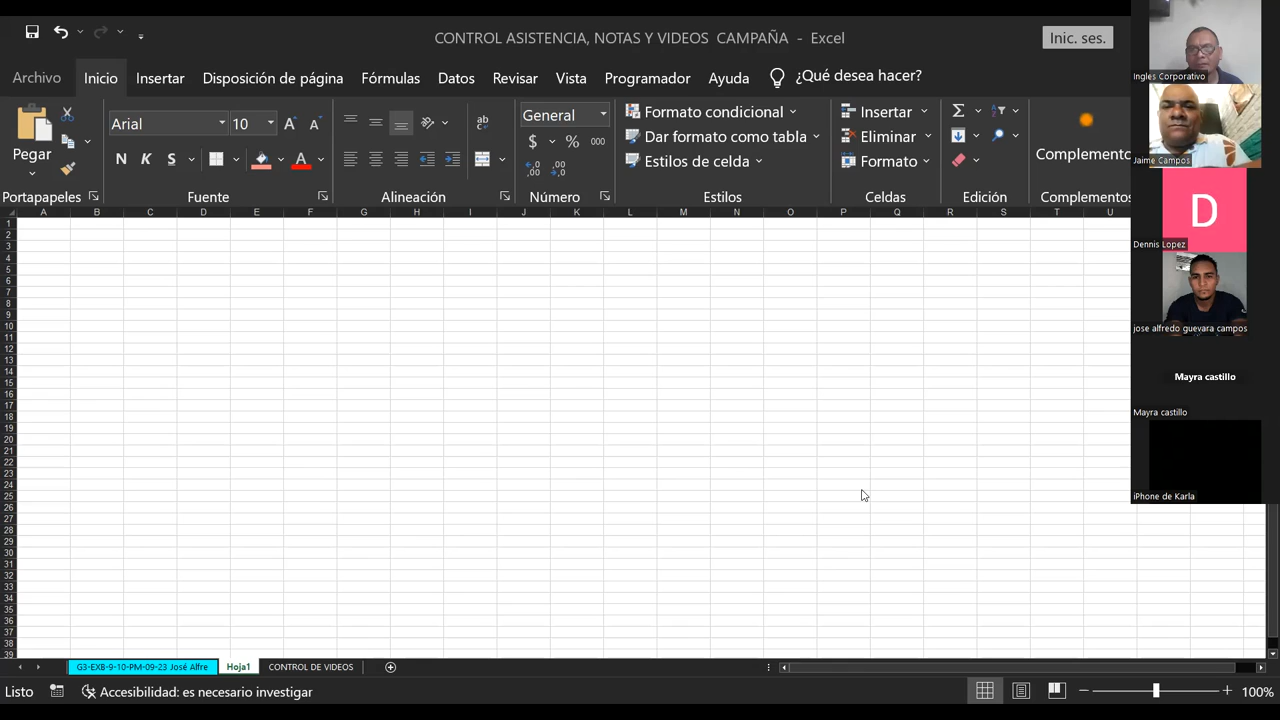 CONTROL ASISTENCIA, NOTAS Y VIDEOS CAMPAÑA - Excel
Inic. ses.
Archivo Inicio Insertar Disposición de página Fórmulas Datos Revisar Vista Programador Ayuda ¿Qué desea hacer?
Pegar
Portapapeles
Arial 10
N K S
Fuente
ab
Alineación
General
$ % 000
Número
Formato condicional
Dar formato como tabla
Estilos de celda
Estilos
Insertar
Eliminar
Formato
Celdas
Edición
Complemento
Complementos
A B C D E F G H I J K L M N O P Q R S T U
1
2
3
4
5
6
7
8
9
10
11
12
13
14
15
16
17
18
19
20
21
22
23
24
25
26
27
28
29
30
31
32
33
34
35
36
37
38
39
Ingles Corporativo
Jaime Campos
D
Dennis Lopez
jose alfredo guevara campos
Mayra castillo
Mayra castillo
iPhone de Karla
G3-EXB-9-10-PM-09-23 José Alfre Hoja1 CONTROL DE VIDEOS
Listo Accesibilidad: es necesario investigar 100%